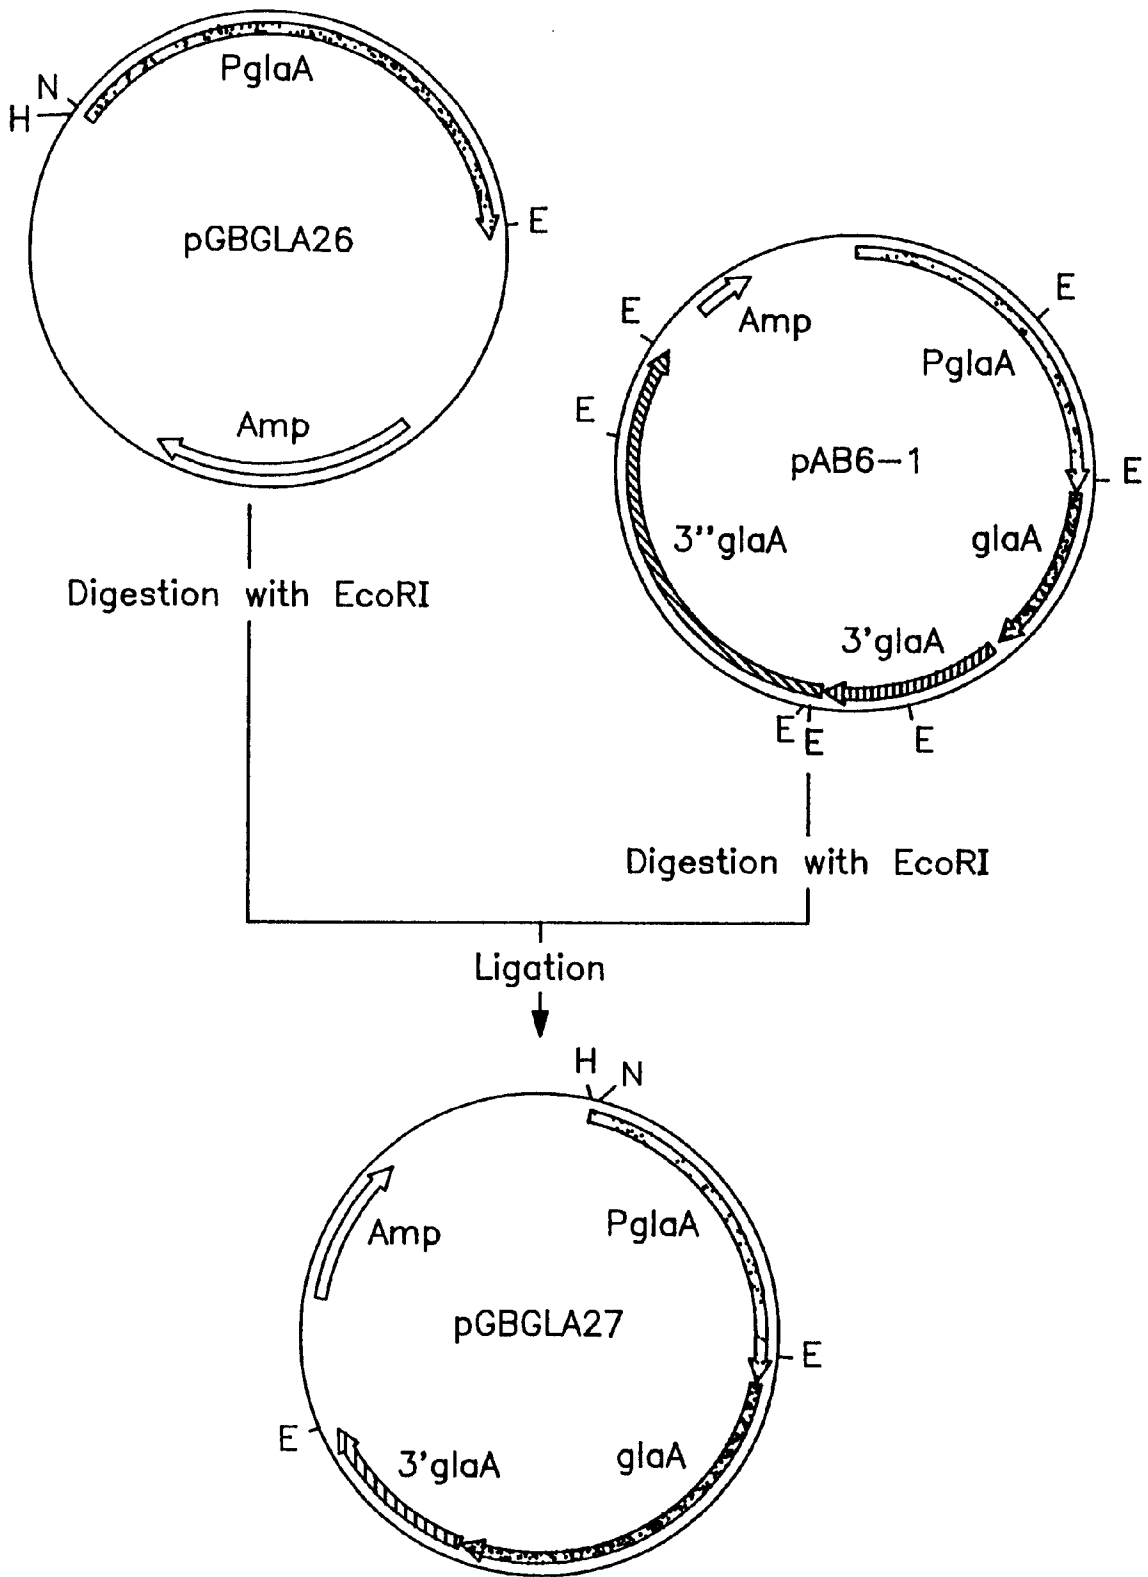 PglaA
N
H
E
pGBGLA26
Amp
Digestion with EcoRI
E
Amp
E
PglaA
E
pAB6-1
E
3''glaA
glaA
3'glaA
E
E
E
Digestion with EcoRI
Ligation
H
N
Amp
PglaA
pGBGLA27
E
E
3'glaA
glaA